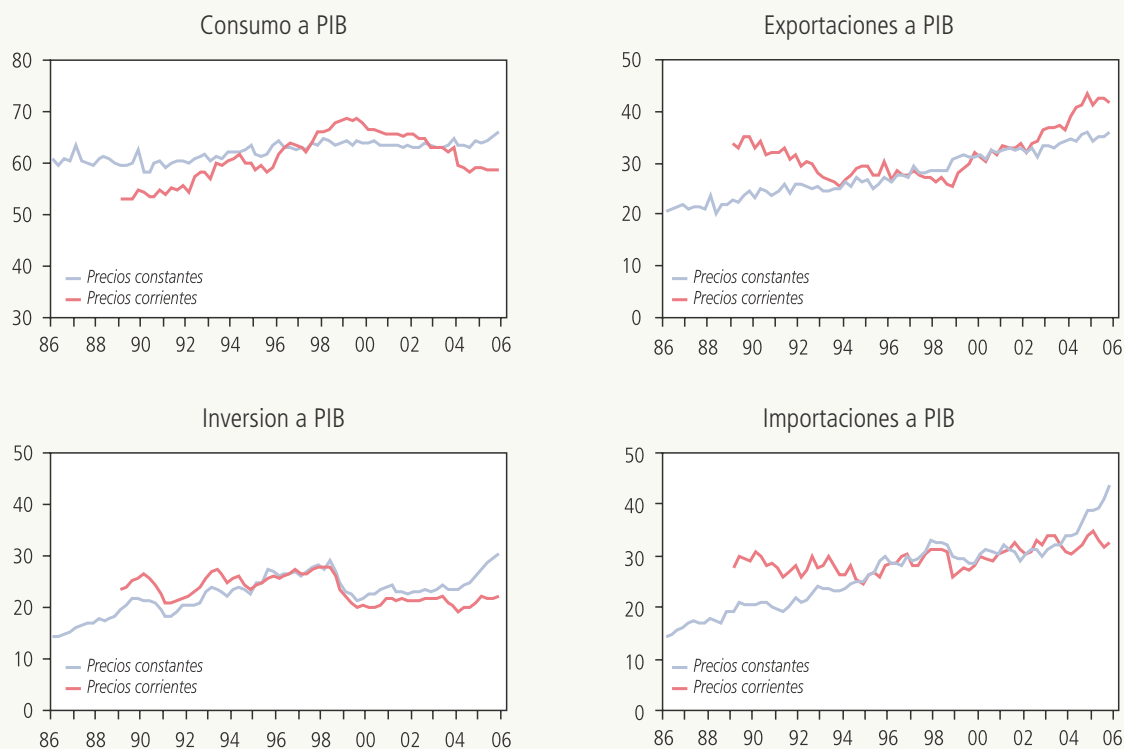 Consumo a PIB
80
70
60
50
40
30
Precios constantes
Precios corrientes
86 88 90 92 94 96 98 00 02 04 06
Exportaciones a PIB
50
40
30
20
10
0
Precios constantes
Precios corrientes
86 88 90 92 94 96 98 00 02 04 06
Inversion a PIB
50
40
30
20
10
0
Precios constantes
Precios corrientes
86 88 90 92 94 96 98 00 02 04 06
Importaciones a PIB
50
40
30
20
10
0
Precios constantes
Precios corrientes
86 88 90 92 94 96 98 00 02 04 06